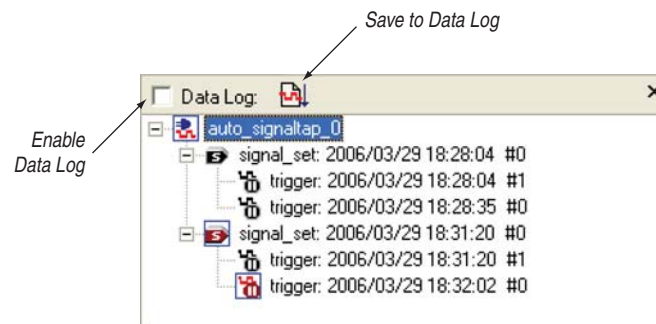 Save to Data Log
Data Log:
Enable
Data Log
auto_signaltap_0
signal_set: 2006/03/29 18:28:04 #0
trigger: 2006/03/29 18:28:04 #1
trigger: 2006/03/29 18:28:35 #0
signal_set: 2006/03/29 18:31:20 #0
trigger: 2006/03/29 18:31:20 #1
trigger: 2006/03/29 18:32:02 #0